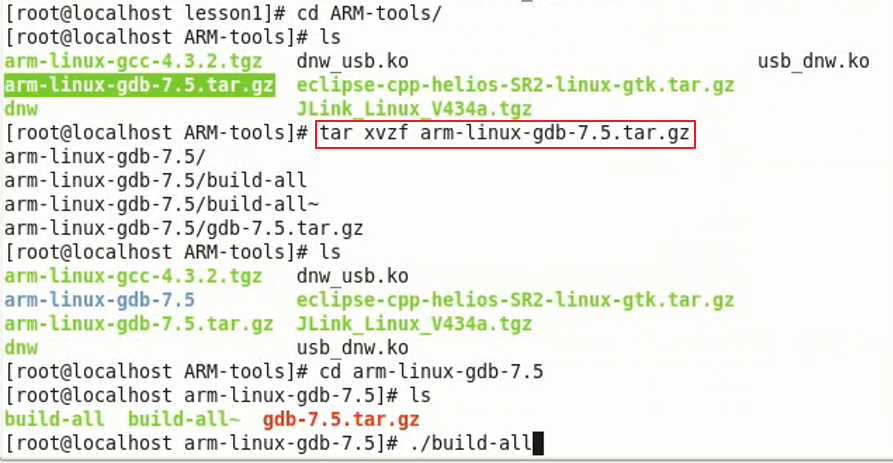 [root@localhost lesson1]# cd ARM-tools/
[root@localhost ARM-tools]# ls
arm-linux-gcc-4.3.2.tgz dnw_usb.ko usb_dnw.ko
arm-linux-gdb-7.5.tar.gz eclipse-cpp-helios-SR2-linux-gtk.tar.gz
dnw JLink_Linux_V434a.tgz
[root@localhost ARM-tools]# tar xvzf arm-linux-gdb-7.5.tar.gz
arm-linux-gdb-7.5/
arm-linux-gdb-7.5/build-all
arm-linux-gdb-7.5/build-all~
arm-linux-gdb-7.5/gdb-7.5.tar.gz
[root@localhost ARM-tools]# ls
arm-linux-gcc-4.3.2.tgz dnw_usb.ko
arm-linux-gdb-7.5 eclipse-cpp-helios-SR2-linux-gtk.tar.gz
arm-linux-gdb-7.5.tar.gz JLink_Linux_V434a.tgz
dnw usb_dnw.ko
[root@localhost ARM-tools]# cd arm-linux-gdb-7.5
[root@localhost arm-linux-gdb-7.5]# ls
build-all build-all~ gdb-7.5.tar.gz
[root@localhost arm-linux-gdb-7.5]# ./build-all